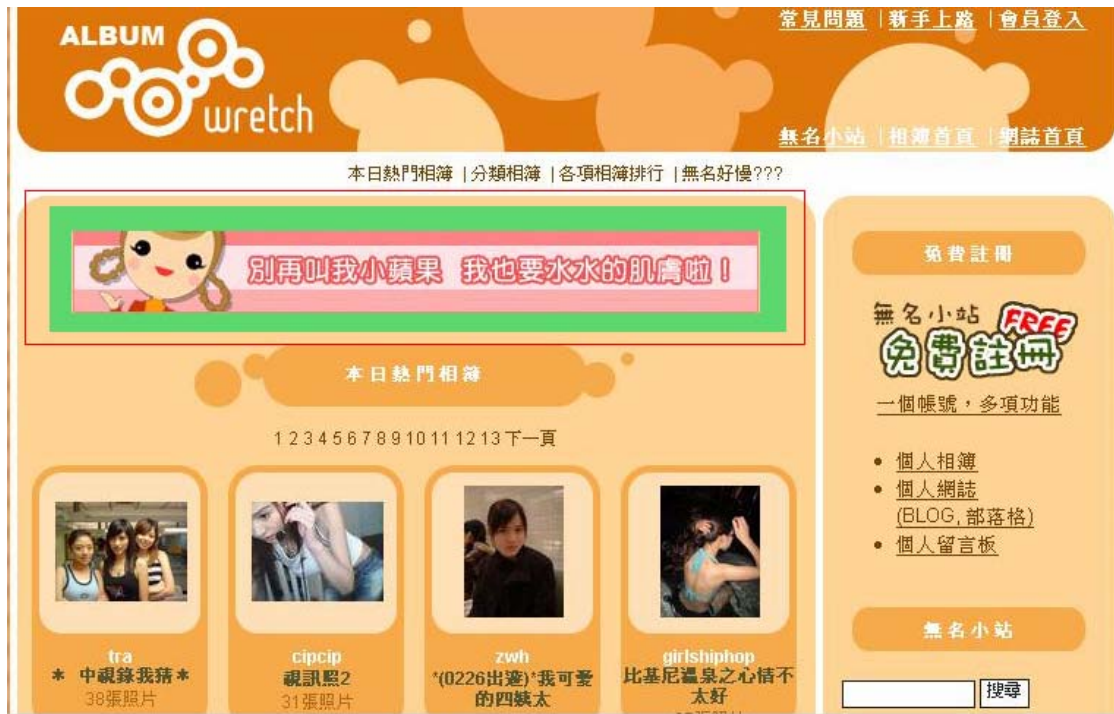 ALBUM
wretch
常見問題 | 新手上路 | 會員登入
無名小站 | 相簿首頁 | 網誌首頁
本日熱門相簿 | 分類相簿 | 各項相簿排行 | 無名好慢???
別再叫我小蘋果 我也要水水的肌膚啦！
本日熱門相簿
1 2 3 4 5 6 7 8 9 10 11 12 13 下一頁
tra
* 中視錄我猜*
38張照片
cipcip
視訊照2
31張照片
zwh
*(0226出遊)*我可愛
的四姨太
girlshiphop
比基尼溫泉之心情不
太好
免費註冊
無名小站 FREE
免費註冊
一個帳號，多項功能
• 個人相簿
• 個人網誌
(BLOG, 部落格)
• 個人留言板
無名小站
搜尋